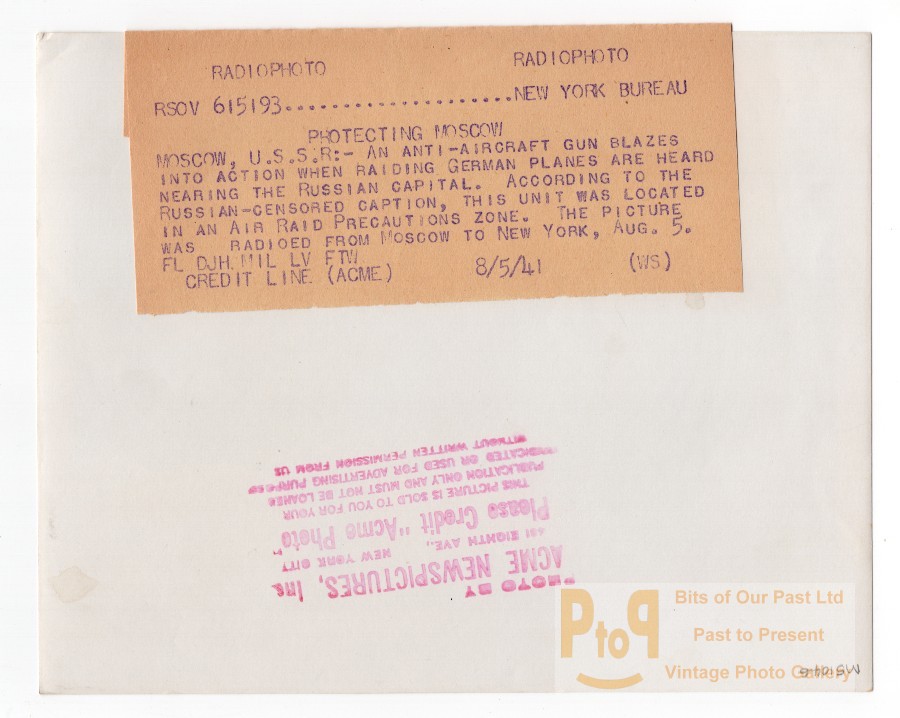 RADIOPHOTO RADIOPHOTO
RSOV 615193......................NEW YORK BUREAU
PROTECTING MOSCOW
MOSCOW, U.S.S.R:- AN ANTI-AIRCRAFT GUN BLAZES
INTO ACTION WHEN RAIDING GERMAN PLANES ARE HEARD
NEARING THE RUSSIAN CAPITAL. ACCORDING TO THE
RUSSIAN-CENSORED CAPTION, THIS UNIT WAS LOCATED
IN AN AIR RAID PRECAUTIONS ZONE. THE PICTURE
WAS RADIOED FROM MOSCOW TO NEW YORK, AUG. 5.
FL DJH MIL LV FTW
CREDIT LINE (ACME) 8/5/41 (WS)
PHOTO BY
ACME NEWSPICTURES, Inc.
461 EIGHTH AVE., NEW YORK CITY
Please Credit "Acme Photo"
THIS PICTURE IS SOLD TO YOU FOR YOUR
PUBLICATION ONLY AND MUST NOT BE LOANED
SYNDICATED OR USED FOR ADVERTISING PURPOSE
WITHOUT WRITTEN PERMISSION FROM US
PtoP
Bits of Our Past Ltd
Past to Present
Vintage Photo Gallery